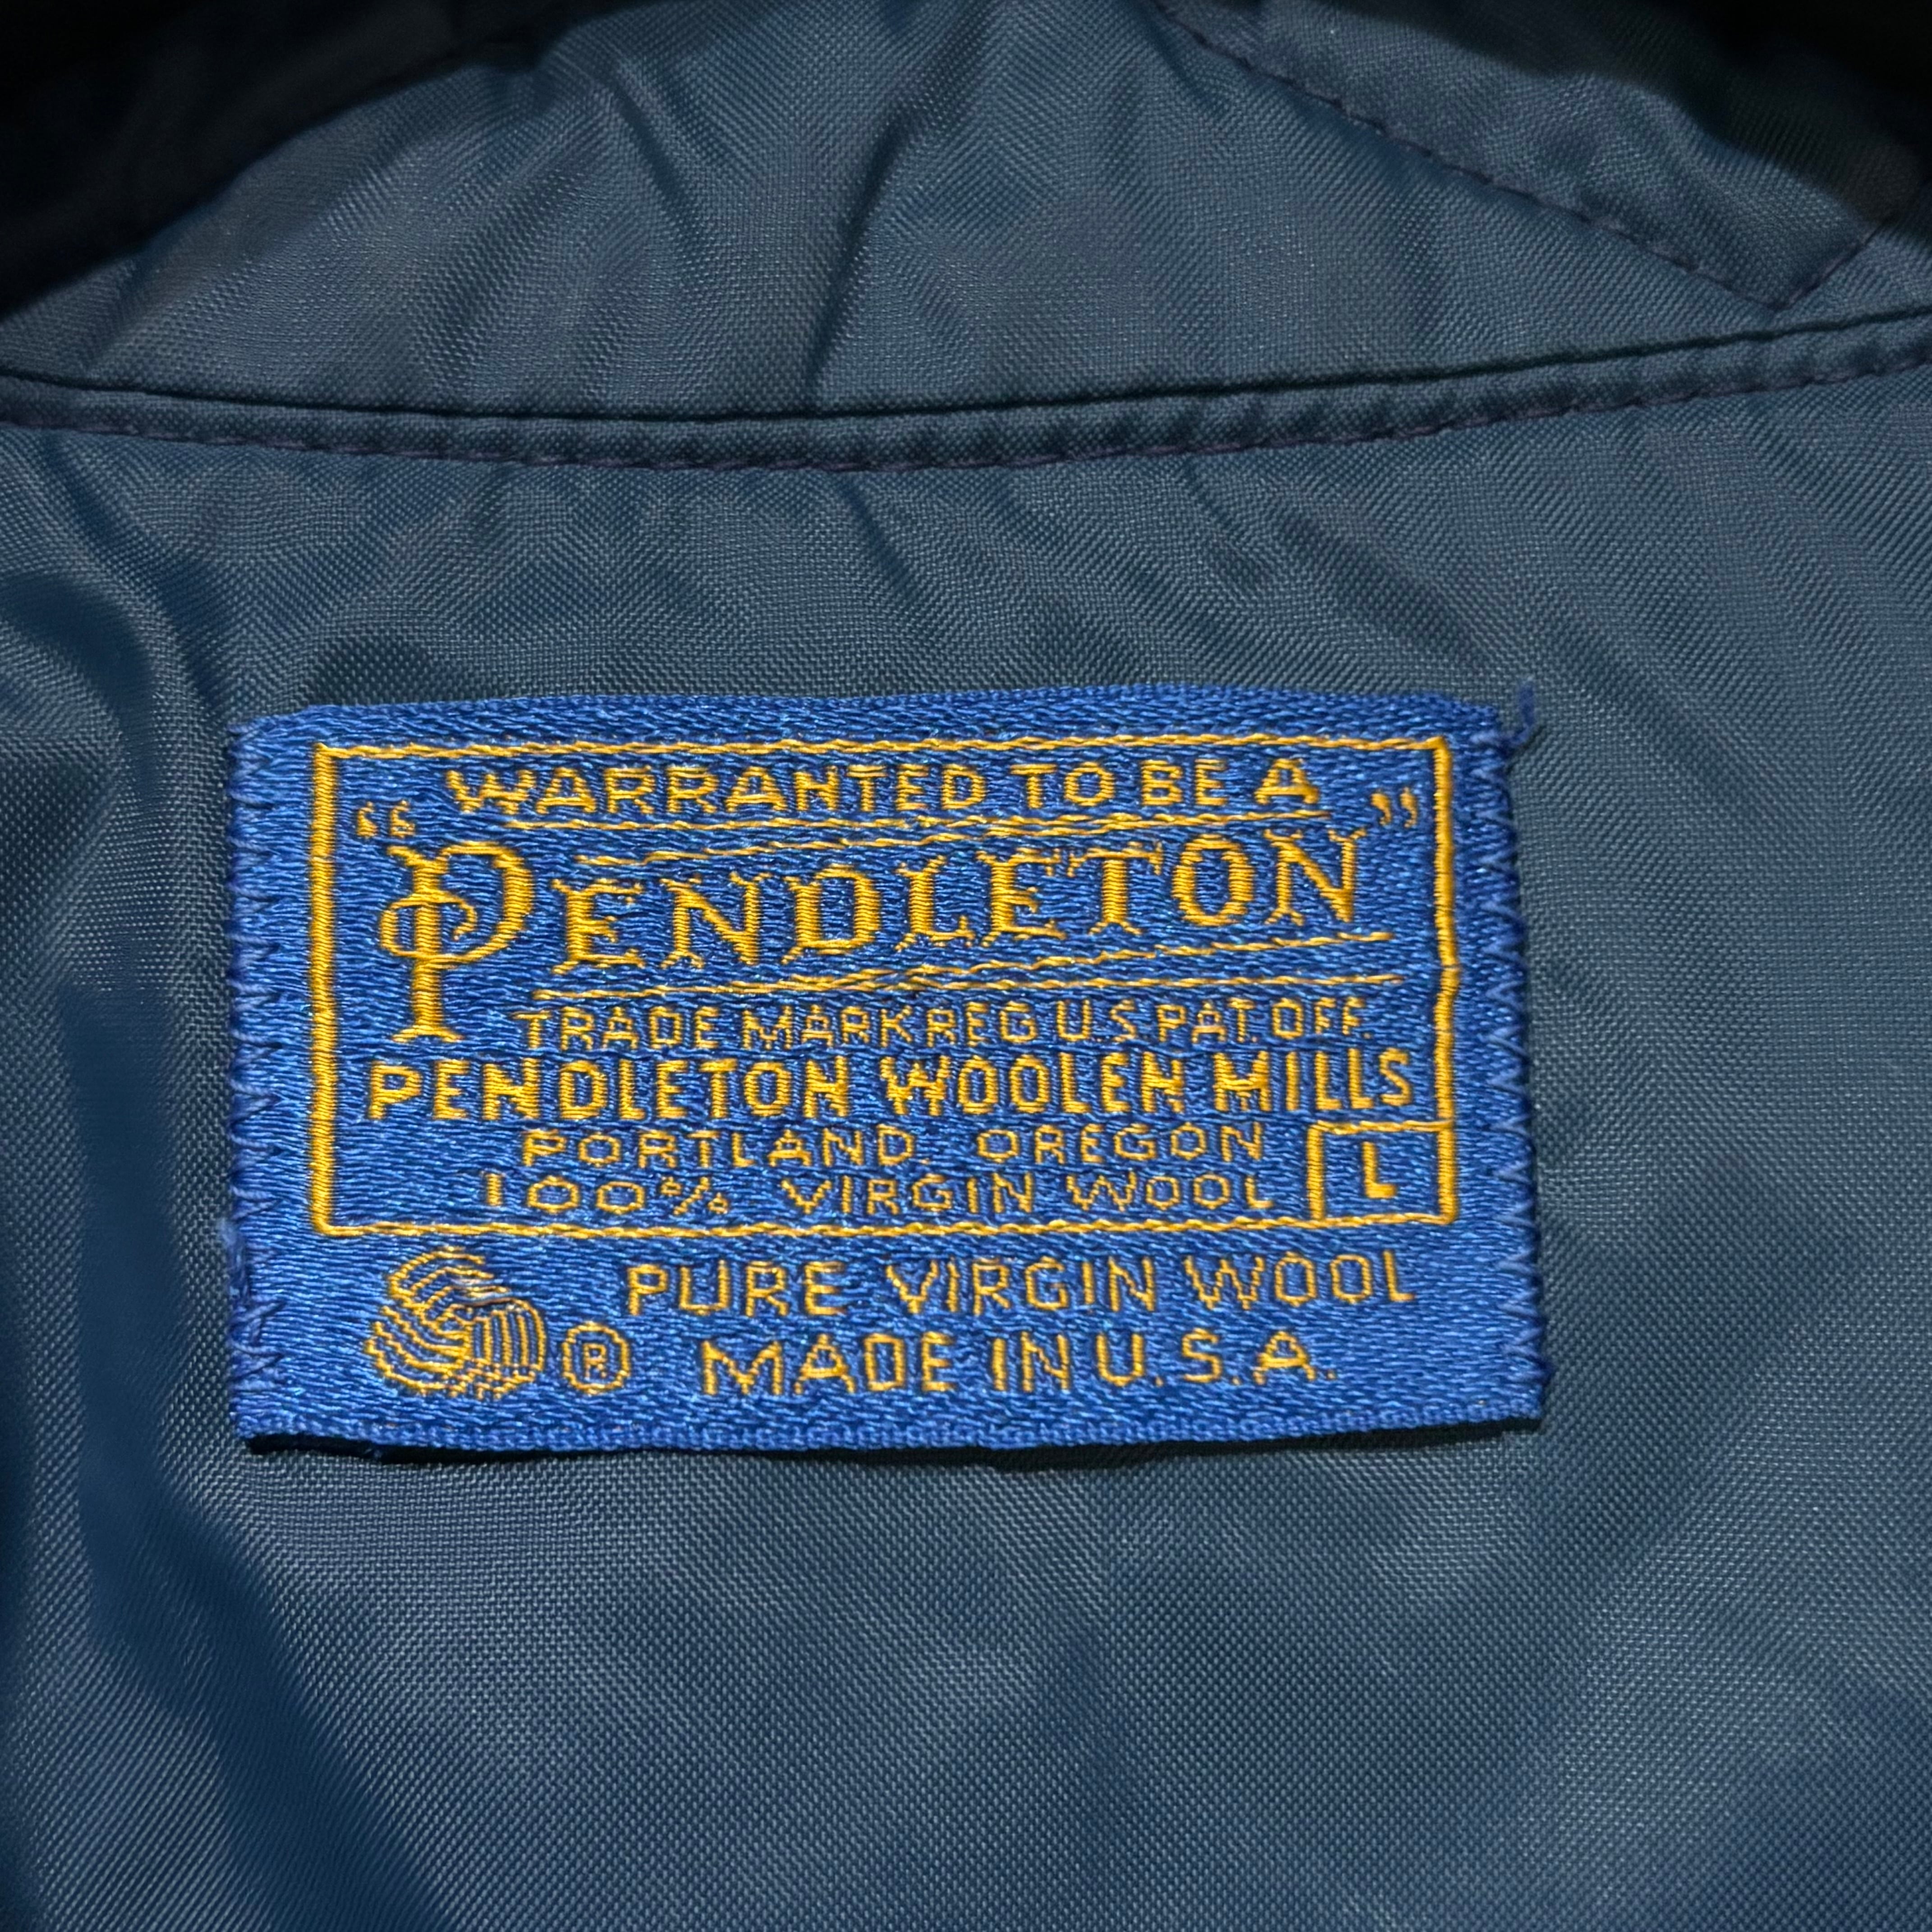 WARRANTED TO BE A
“PENDLETON”
TRADE MARK REG U.S. PAT. OFF.
PENDLETON WOOLEN MILLS
PORTLAND, OREGON
100% VIRGIN WOOL L
PURE VIRGIN WOOL
® MADE IN U.S.A.